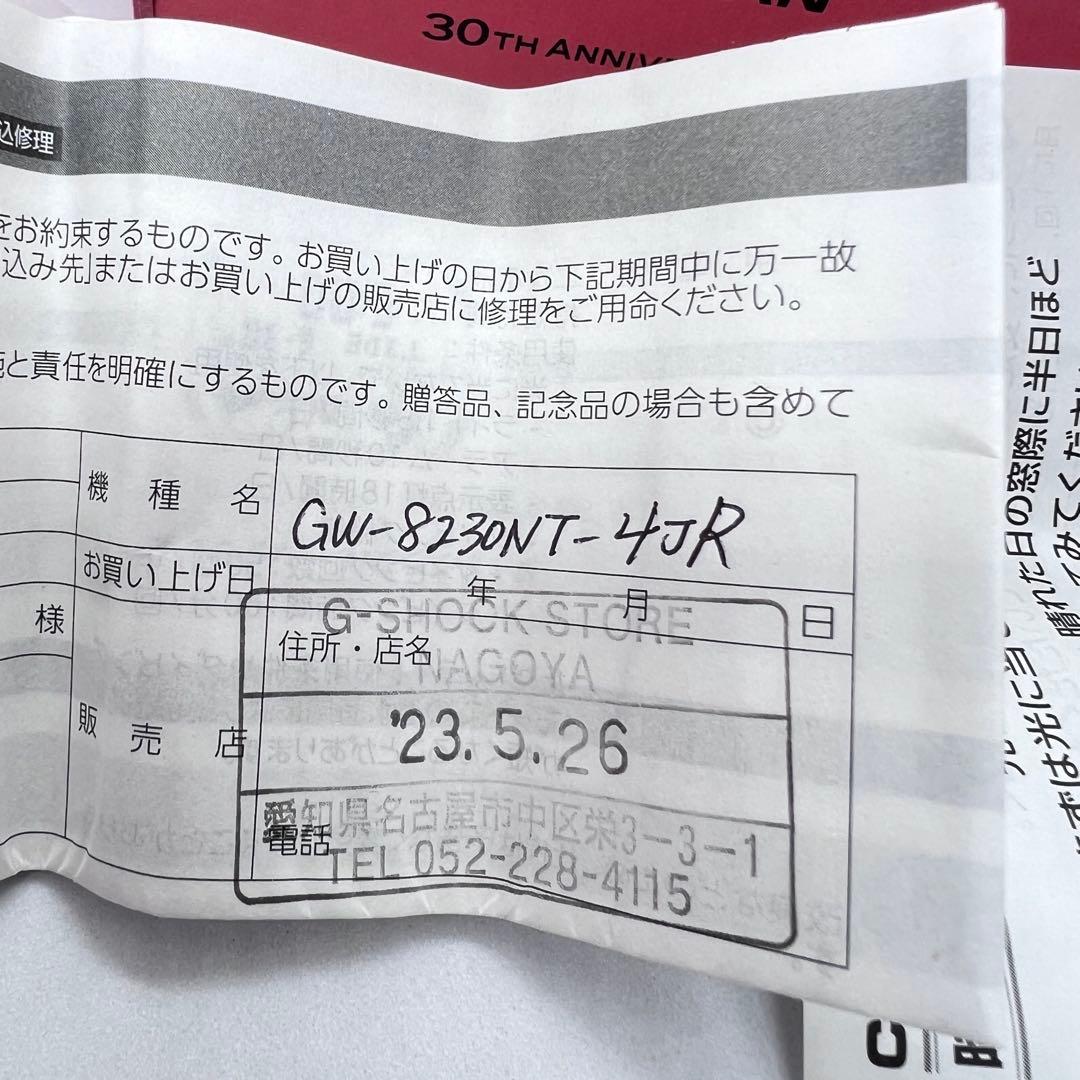 30TH ANNIV
込修理
をお約束するものです。お買い上げの日から下記期間中に万一故
込み先」またはお買い上げの販売店に修理をご用命ください。
と責任を明確にするものです。贈答品、記念品の場合も含めて
機種名
GW-8230NT-4JR
お買い上げ日
年 月 日
様
販売店
住所・店名
G-SHOCK STORE
NAGOYA
'23.5.26
愛知県名古屋市中区栄3-3-1
電話
TEL 052-228-4115
晴れた日の窓際に半日ほど
ずは光に当
てみてくださ